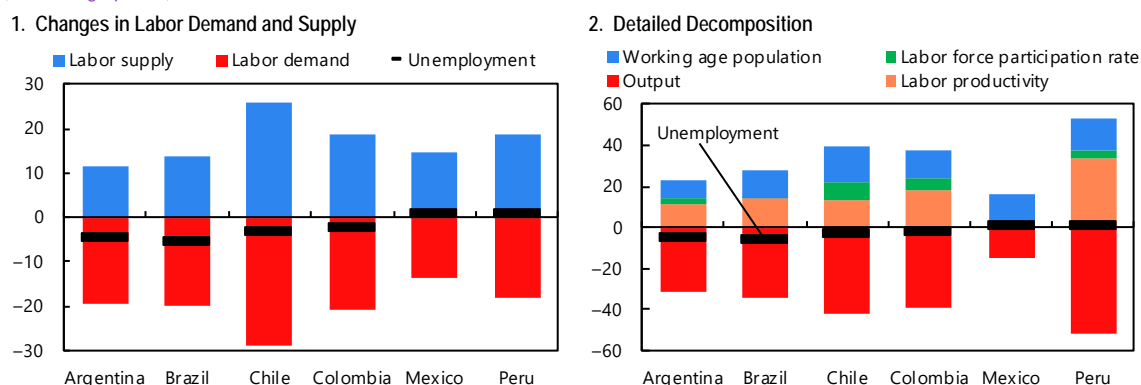 1. Changes in Labor Demand and Supply
Labor supply Labor demand Unemployment
30
20
10
0
−10
−20
−30
Argentina Brazil Chile Colombia Mexico Peru
2. Detailed Decomposition
Working age population Labor force participation rate
Output Labor productivity
60
40
20
0
−20
−40
−60
Unemployment
Argentina Brazil Chile Colombia Mexico Peru